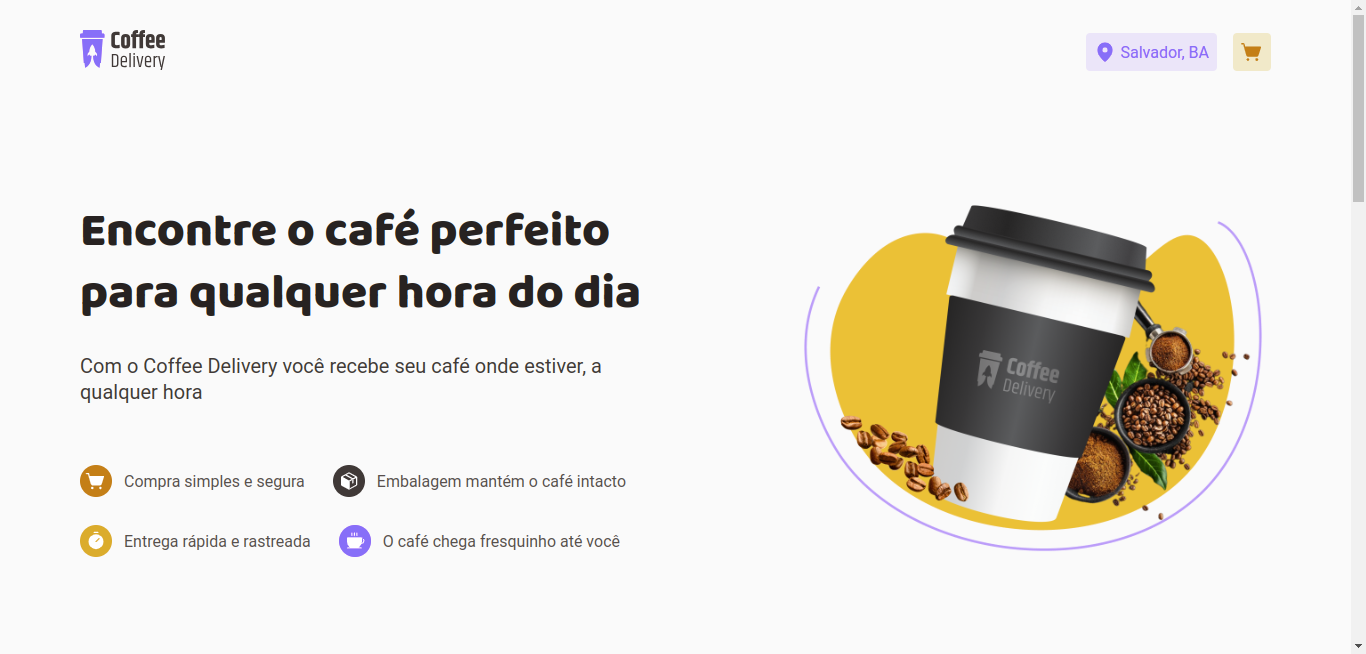 Coffee
Delivery
Salvador, BA
Encontre o café perfeito
para qualquer hora do dia
Com o Coffee Delivery você recebe seu café onde estiver, a
qualquer hora
Compra simples e segura
Embalagem mantém o café intacto
Entrega rápida e rastreada
O café chega fresquinho até você
Coffee
Delivery